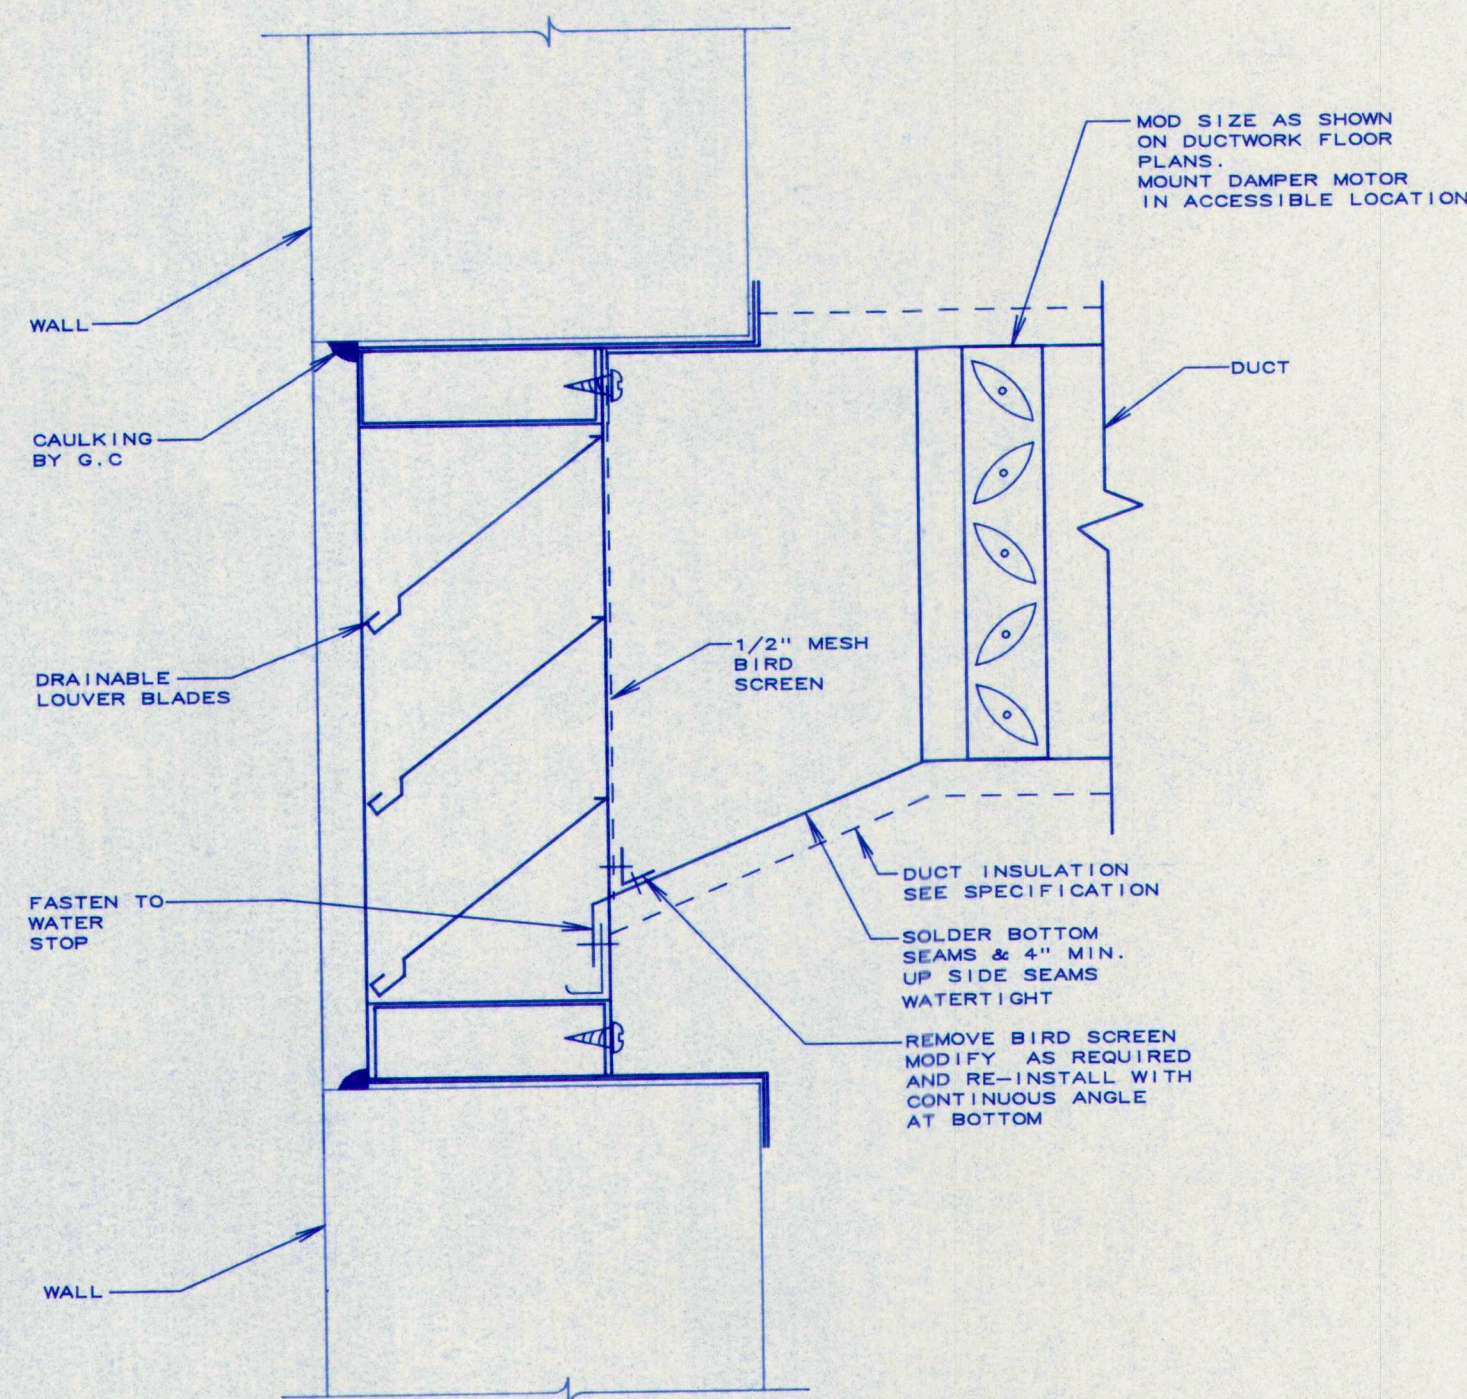 MOD SIZE AS SHOWN
ON DUCTWORK FLOOR
PLANS.
MOUNT DAMPER MOTOR
IN ACCESSIBLE LOCATION
WALL
DUCT
CAULKING
BY G.C
1/2" MESH
BIRD
SCREEN
DRAINABLE
LOUVER BLADES
DUCT INSULATION
SEE SPECIFICATION
FASTEN TO
WATER
STOP
SOLDER BOTTOM
SEAMS & 4" MIN.
UP SIDE SEAMS
WATERTIGHT
REMOVE BIRD SCREEN
MODIFY AS REQUIRED
AND RE-INSTALL WITH
CONTINUOUS ANGLE
AT BOTTOM
WALL